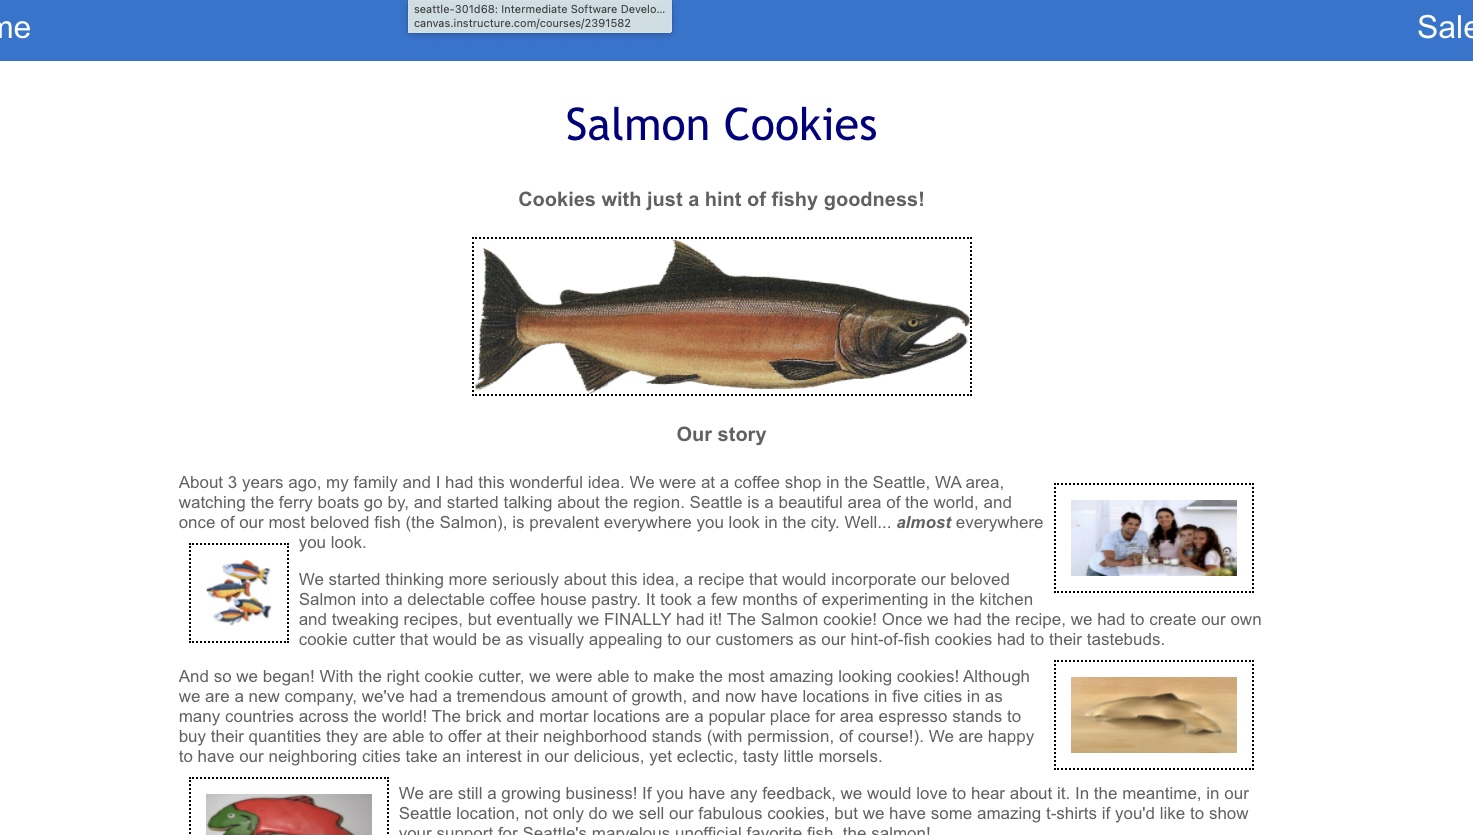 seattle-301d68: Intermediate Software Develo...
canvas.instructure.com/courses/2391582
me
Sale
Salmon Cookies
Cookies with just a hint of fishy goodness!
Our story
About 3 years ago, my family and I had this wonderful idea. We were at a coffee shop in the Seattle, WA area,
watching the ferry boats go by, and started talking about the region. Seattle is a beautiful area of the world, and
once of our most beloved fish (the Salmon), is prevalent everywhere you look in the city. Well... almost everywhere
you look.
We started thinking more seriously about this idea, a recipe that would incorporate our beloved
Salmon into a delectable coffee house pastry. It took a few months of experimenting in the kitchen
and tweaking recipes, but eventually we FINALLY had it! The Salmon cookie! Once we had the recipe, we had to create our own
cookie cutter that would be as visually appealing to our customers as our hint-of-fish cookies had to their tastebuds.
And so we began! With the right cookie cutter, we were able to make the most amazing looking cookies! Although
we are a new company, we've had a tremendous amount of growth, and now have locations in five cities in as
many countries across the world! The brick and mortar locations are a popular place for area espresso stands to
buy their quantities they are able to offer at their neighborhood stands (with permission, of course!). We are happy
to have our neighboring cities take an interest in our delicious, yet eclectic, tasty little morsels.
We are still a growing business! If you have any feedback, we would love to hear about it. In the meantime, in our
Seattle location, not only do we sell our fabulous cookies, but we have some amazing t-shirts if you'd like to show
your support for Seattle's marvelous unofficial favorite fish, the salmon!